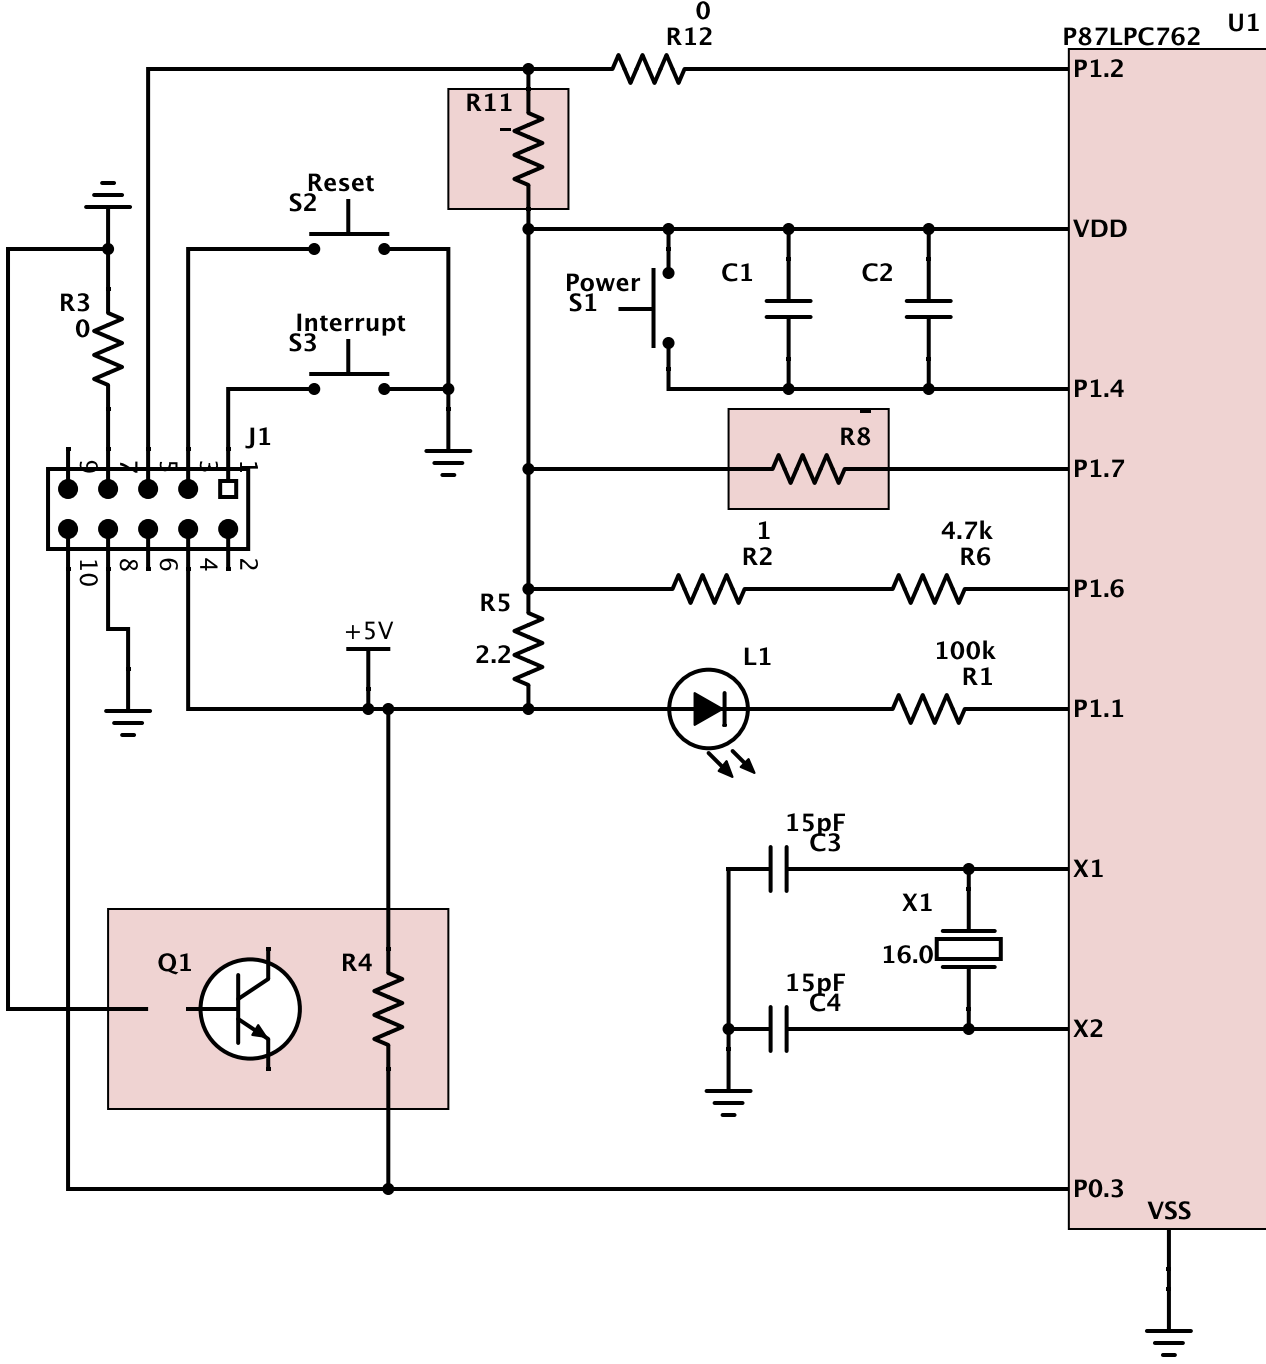 0
U1
R12
P87LPC762
P1.2
R11
-
Reset
S2
VDD
Power
S1
C1
C2
R3
0
Interrupt
S3
P1.4
J1
R8
-
9
7
5
3
1
P1.7
1
R2
4.7k
R6
10
8
6
4
2
P1.6
R5
2.2
+5V
L1
100k
R1
P1.1
15pF
C3
X1
X1
16.0
Q1
R4
15pF
C4
X2
P0.3
VSS